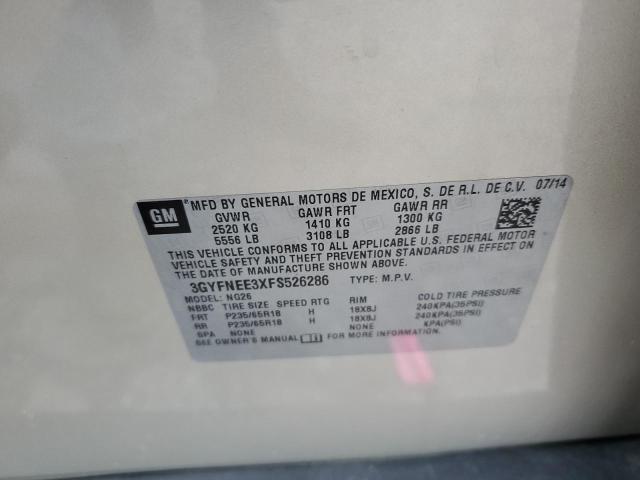 GM ® MFD BY GENERAL MOTORS DE MEXICO, S. DE R.L. DE C.V. 07/14
GVWR GAWR FRT GAWR RR
2520 KG 1410 KG 1300 KG
5556 LB 3108 LB 2866 LB
THIS VEHICLE CONFORMS TO ALL APPLICABLE U.S. FEDERAL MOTOR
VEHICLE SAFETY AND THEFT PREVENTION STANDARDS IN EFFECT ON
THE DATE OF MANUFACTURE SHOWN ABOVE.
3GYFNEE3XFS526286 TYPE: M.P.V.
MODEL: NG26
NBBC TIRE SIZE SPEED RTG RIM COLD TIRE PRESSURE
FRT P235/65R18 H 18X8J 240KPA(35PSI)
RR P235/65R18 H 18X8J 240KPA(35PSI)
SPA NONE NONE KPA(PSI)
SEE OWNER'S MANUAL FOR MORE INFORMATION.